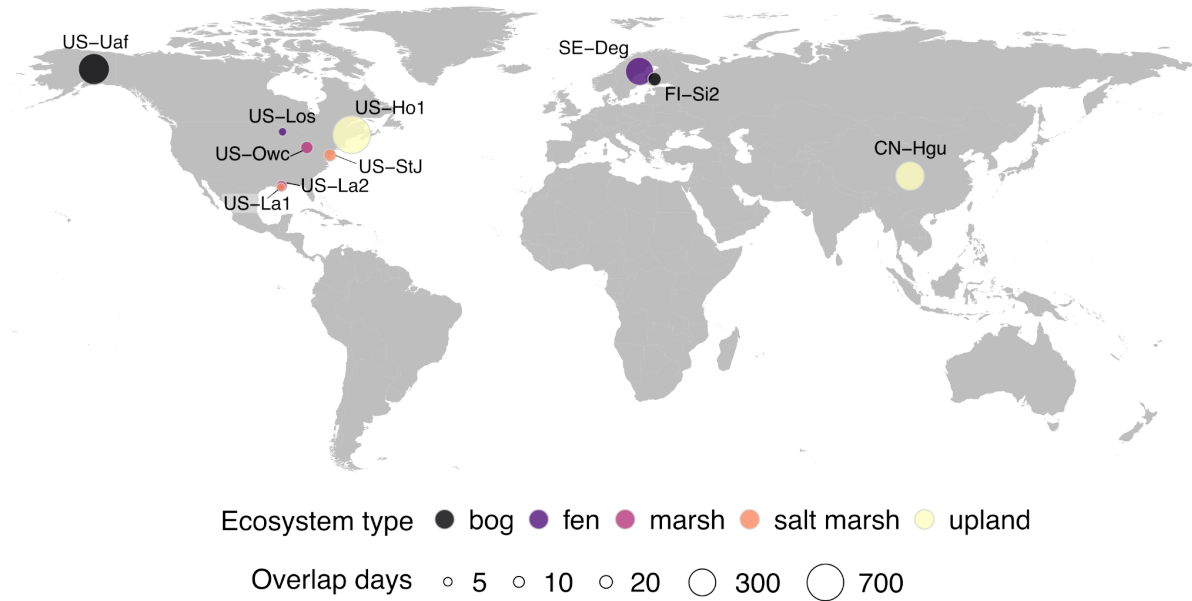 US−Uaf
SE−Deg
FI−Si2
US−Ho1
US−Los
CN−Hgu
US−Owc
US−StJ
US−La2
US−La1
Ecosystem type bog fen marsh salt marsh upland
Overlap days 5 10 20 300 700